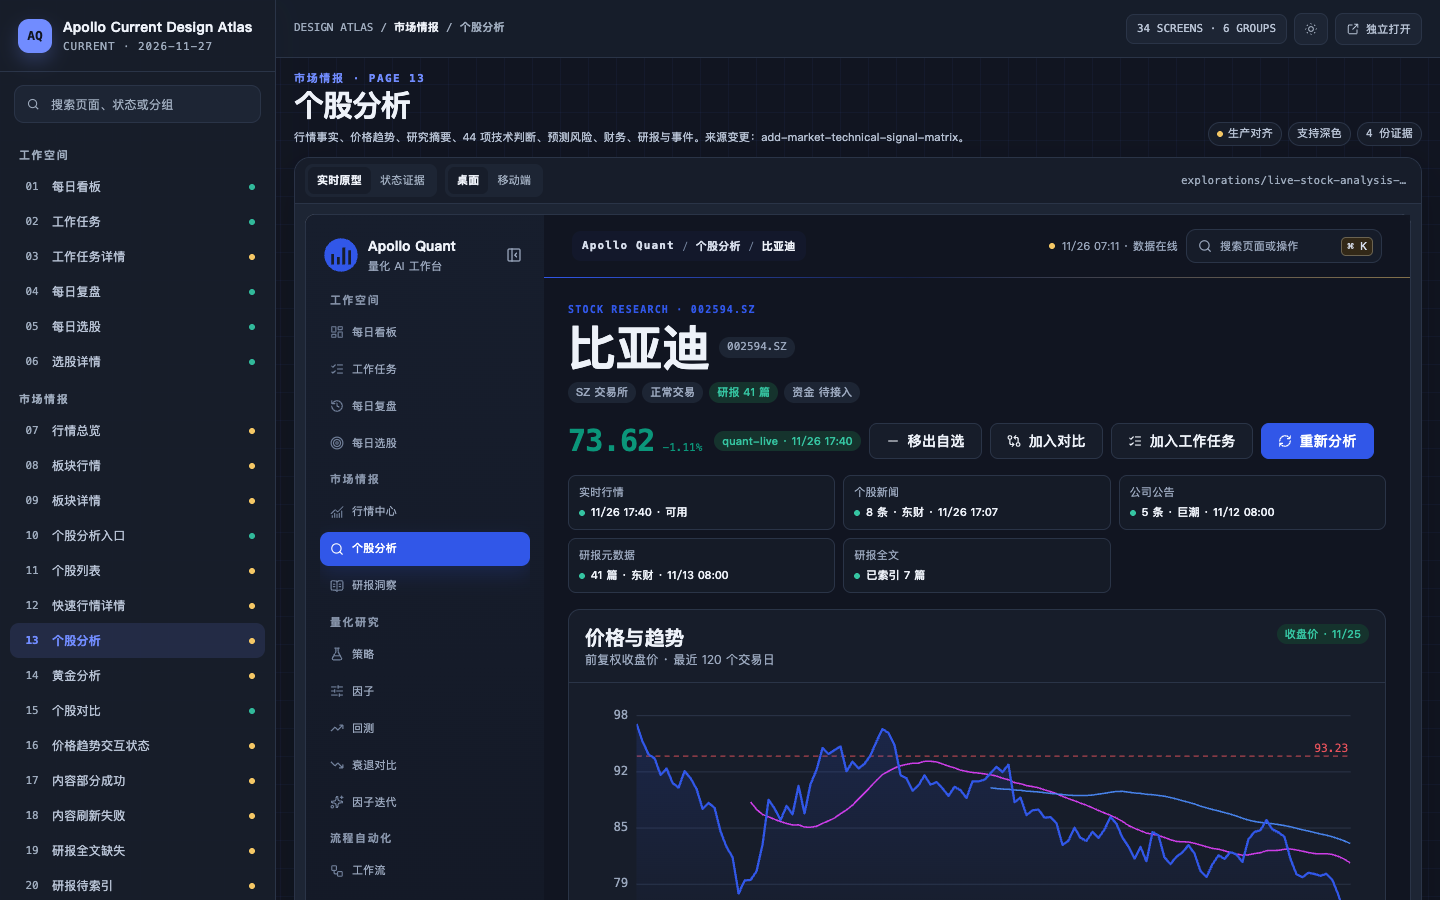 AQ
Apollo Current Design Atlas
CURRENT · 2026-11-27
搜索页面、状态或分组
工作空间
01 每日看板
02 工作任务
03 工作任务详情
04 每日复盘
05 每日选股
06 选股详情
市场情报
07 行情总览
08 板块行情
09 板块详情
10 个股分析入口
11 个股列表
12 快速行情详情
13 个股分析
14 黄金分析
15 个股对比
16 价格趋势交互状态
17 内容部分成功
18 内容刷新失败
19 研报全文缺失
20 研报待索引
DESIGN ATLAS / 市场情报 / 个股分析
34 SCREENS · 6 GROUPS
独立打开
市场情报 · PAGE 13
个股分析
行情事实、价格趋势、研究摘要、44 项技术判断、预测风险、财务、研报与事件。来源变更：add-market-technical-signal-matrix。
生产对齐
支持深色
4 份证据
实时原型 状态证据
桌面 移动端
explorations/live-stock-analysis-…
Apollo Quant
量化 AI 工作台
工作空间
每日看板
工作任务
每日复盘
每日选股
市场情报
行情中心
个股分析
研报洞察
量化研究
策略
因子
回测
衰退对比
因子迭代
流程自动化
工作流
Apollo Quant / 个股分析 / 比亚迪
11/26 07:11 · 数据在线
搜索页面或操作
⌘ K
STOCK RESEARCH · 002594.SZ
比亚迪
002594.SZ
SZ 交易所
正常交易
研报 41 篇
资金 待接入
73.62 -1.11%
quant-live · 11/26 17:40
移出自选
加入对比
加入工作任务
重新分析
实时行情
11/26 17:40 · 可用
个股新闻
8 条 · 东财 · 11/26 17:07
公司公告
5 条 · 巨潮 · 11/12 08:00
研报元数据
41 篇 · 东财 · 11/13 08:00
研报全文
已索引 7 篇
价格与趋势
前复权收盘价 · 最近 120 个交易日
收盘价 · 11/25
98
93.23
92
85
79